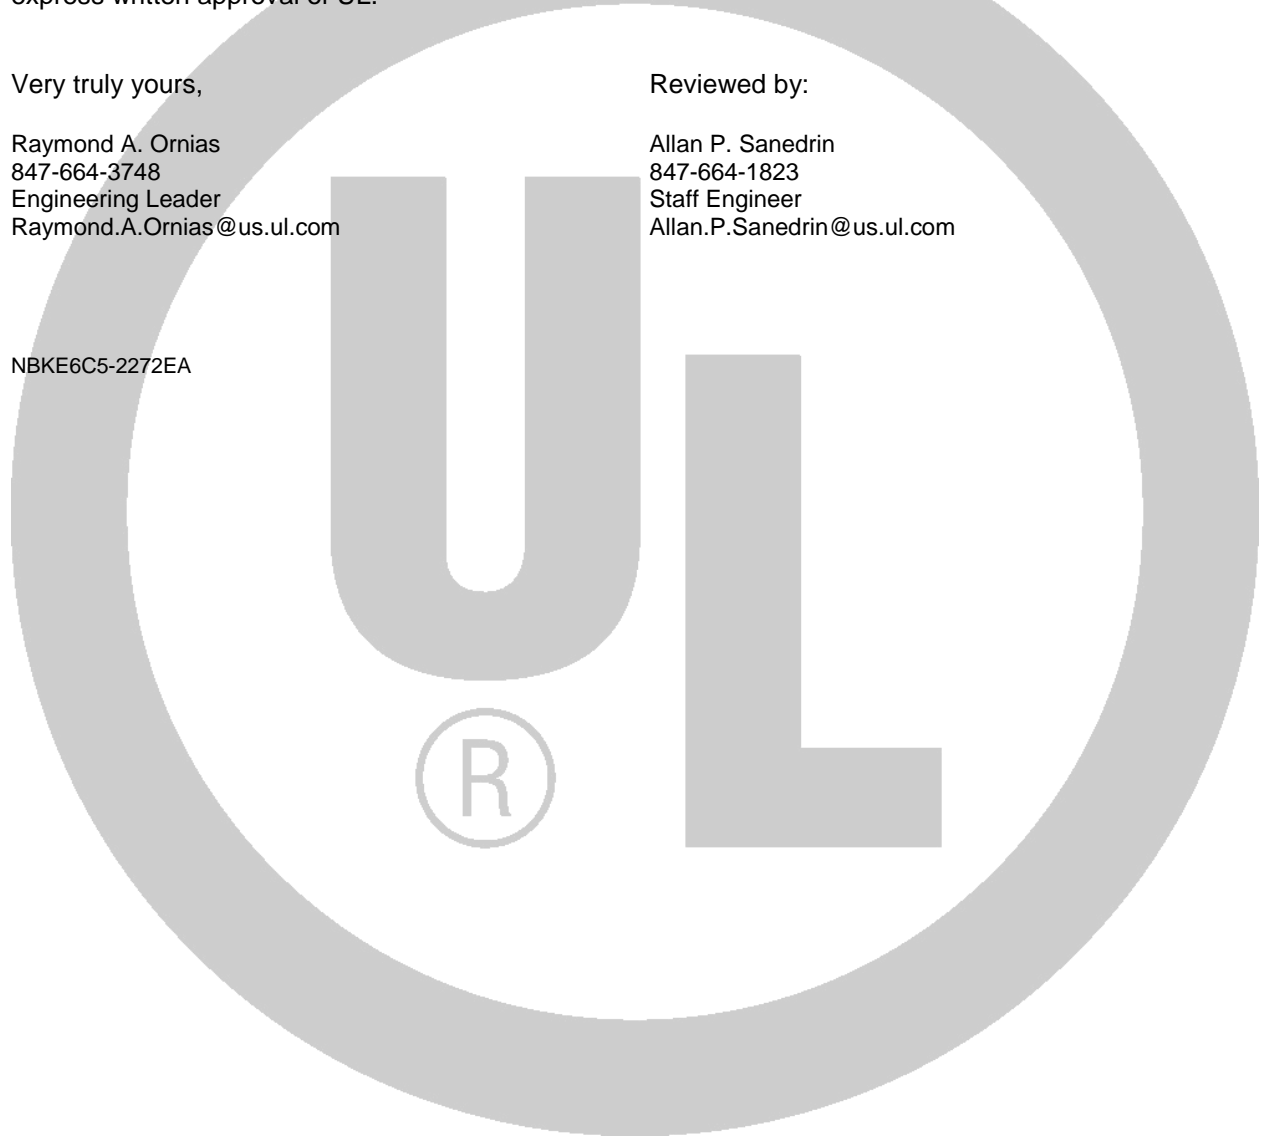 express written approval of UL.
Very truly yours,
Raymond A. Ornias
847-664-3748
Engineering Leader
Raymond.A.Ornias@us.ul.com
Reviewed by:
Allan P. Sanedrin
847-664-1823
Staff Engineer
Allan.P.Sanedrin@us.ul.com
NBKE6C5-2272EA
UL
®